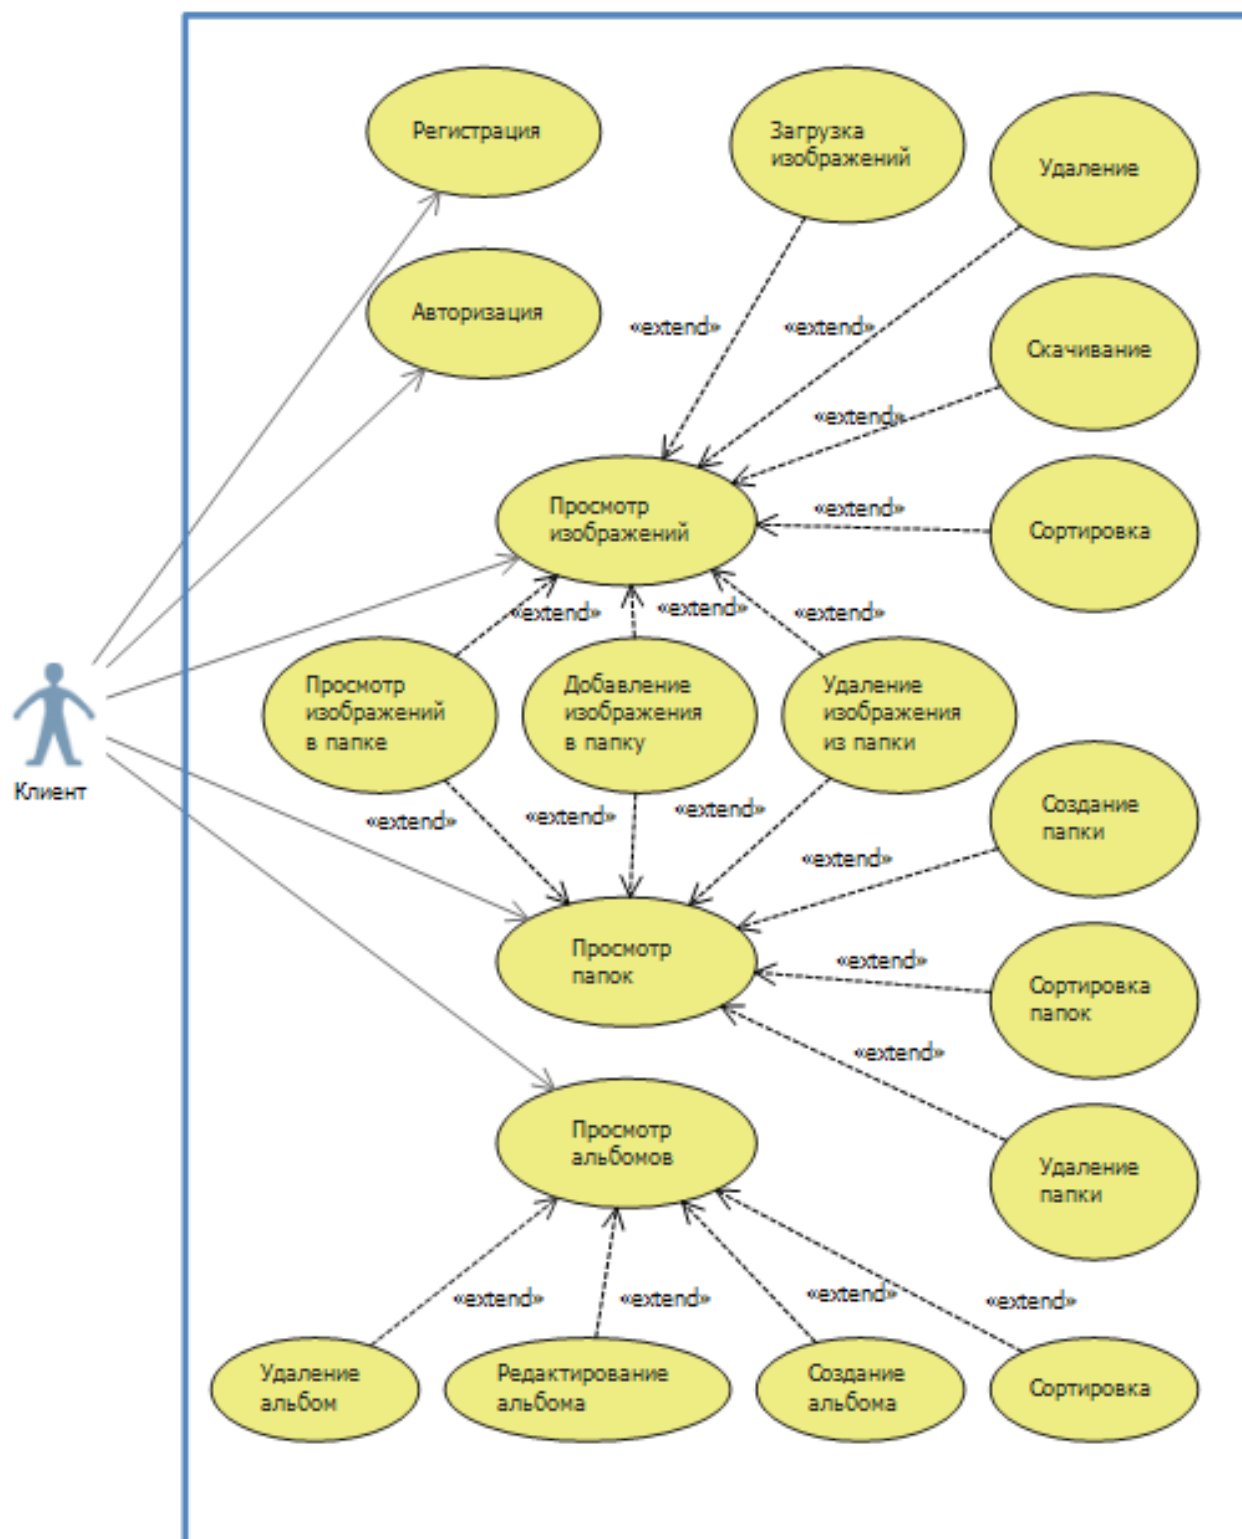 Регистрация
Загрузка
изображений
Удаление
Авторизация
«extend»
«extend»
Скачивание
«extend»
Просмотр
изображений
«extend»
Сортировка
«extend»
«extend»
«extend»
Просмотр
изображений
в папке
Добавление
изображения
в папку
Удаление
изображения
из папки
Клиент
«extend»
«extend»
«extend»
Создание
папки
«extend»
Просмотр
папок
«extend»
Сортировка
папок
«extend»
Просмотр
альбомов
Удаление
папки
«extend»
«extend»
«extend»
«extend»
Удаление
альбом
Редактирование
альбома
Создание
альбома
Сортировка